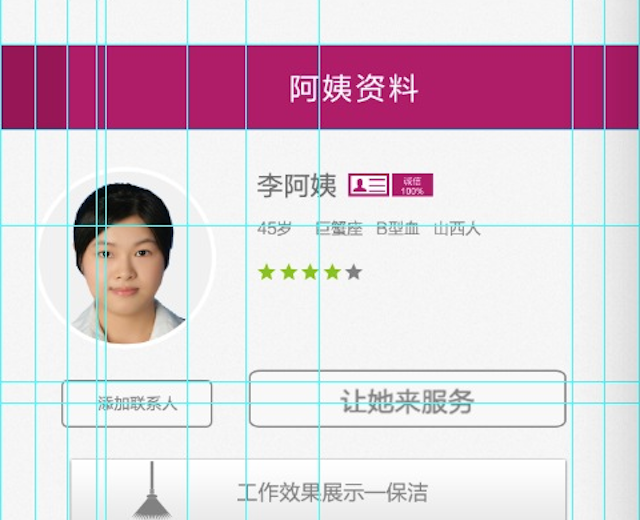 阿姨资料
李阿姨 诚信 100%
45岁 巨蟹座 B型血 山西人
添加联系人 让她来服务
工作效果展示—保洁